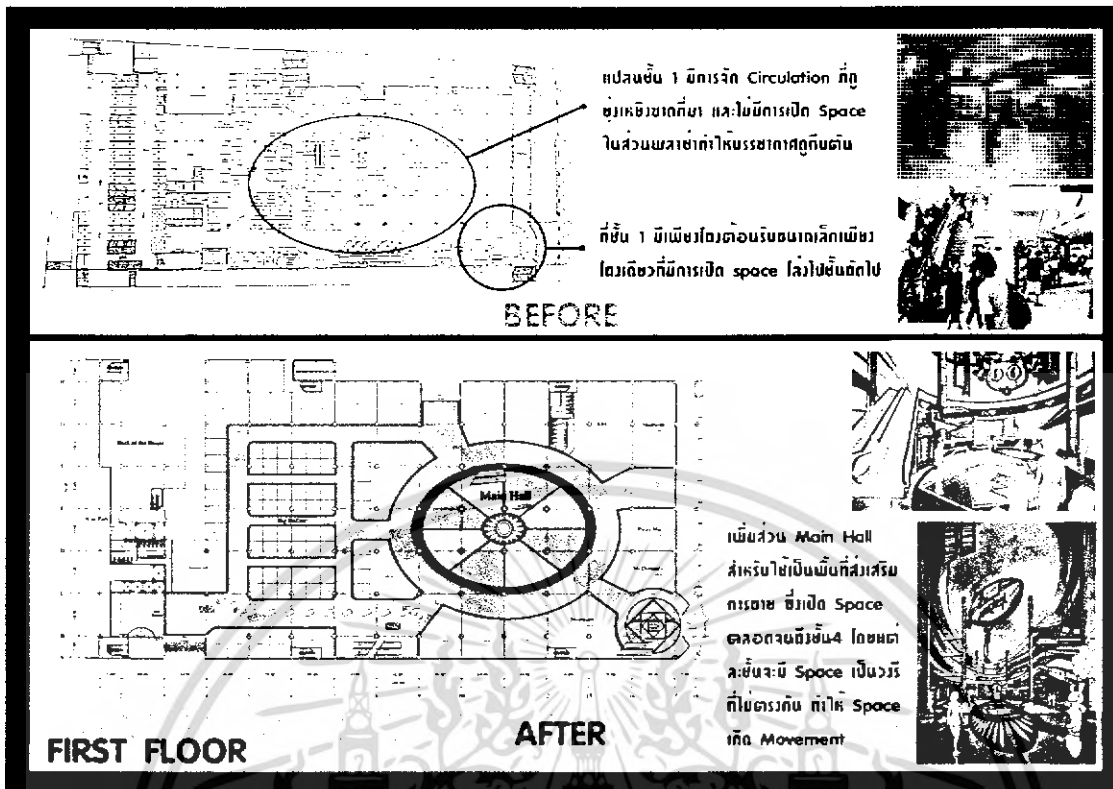 แปลนชั้น 1 มีการจัด Circulation ที่ดู
ยุ่งเหยิงขาดที่มา และไม่มีการเปิด Space
ในส่วนพลาซ่าทำให้บรรยากาศดูทึบตัน
ที่ชั้น 1 มีเพียงโถงต้อนรับขนาดเล็กเพียง
โถงเดียวที่มีการเปิด space โล่งไปชั้นถัดไป
BEFORE
Main Hall
เพิ่มส่วน Main Hall
สำหรับใช้เป็นพื้นที่ส่งเสริม
การขาย ซึ่งเปิด Space
ตลอดจนถึงชั้น4 โดยแต่
ละชั้นจะมี Space เป็นวงรี
ที่ไม่ตรงกัน ทำให้ Space
เกิด Movement
FIRST FLOOR
AFTER